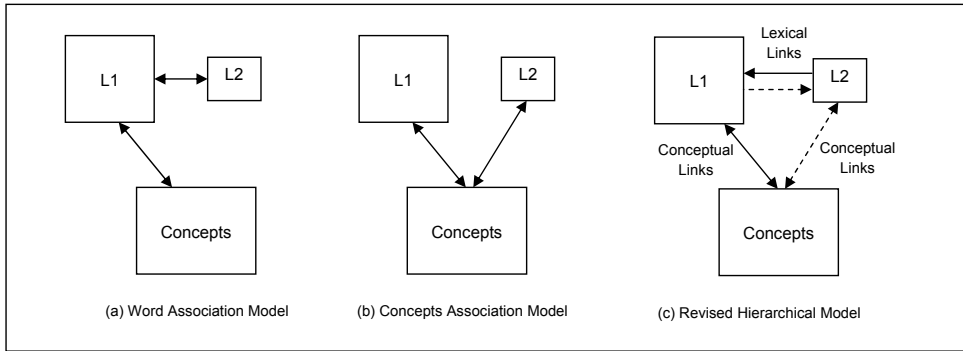 L1
L2
Concepts
(a) Word Association Model
L1
L2
Concepts
(b) Concepts Association Model
Lexical
Links
L1
L2
Conceptual
Links
Conceptual
Links
Concepts
(c) Revised Hierarchical Model